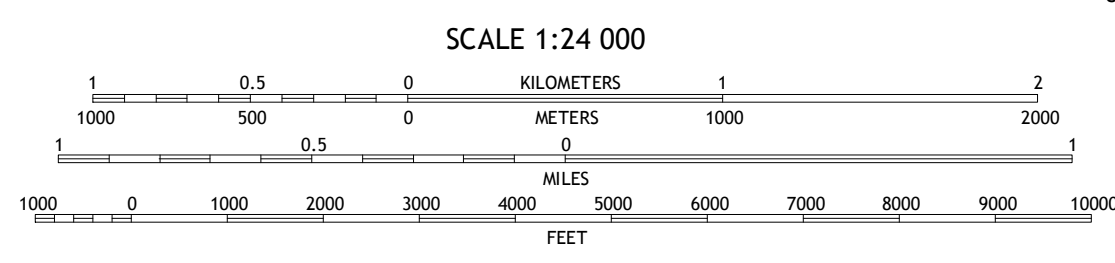 SCALE 1:24 000
1 0.5 0 KILOMETERS 1 2
1000 500 0 METERS 1000 2000
1 0.5 0 1
MILES
1000 0 1000 2000 3000 4000 5000 6000 7000 8000 9000 10000
FEET